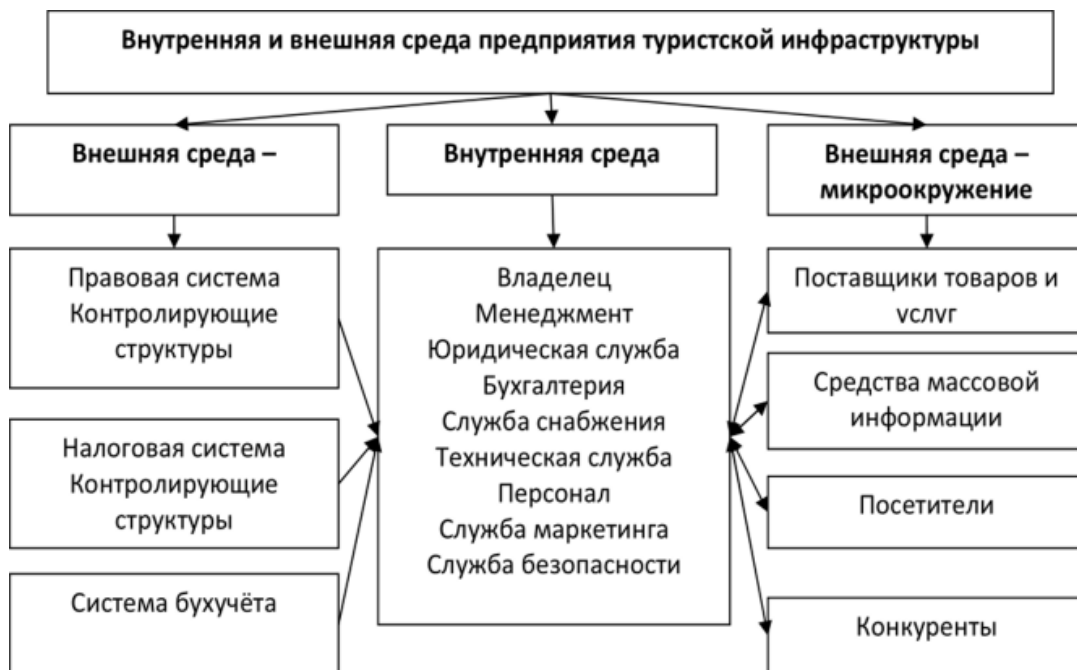 Внутренняя и внешняя среда предприятия туристской инфраструктуры
Внешняя среда –
Внутренняя среда
Внешняя среда –
микроокружение
Правовая система
Контролирующие
структуры
Налоговая система
Контролирующие
структуры
Система бухучёта
Владелец
Менеджмент
Юридическая служба
Бухгалтерия
Служба снабжения
Техническая служба
Персонал
Служба маркетинга
Служба безопасности
Поставщики товаров и
услуг
Средства массовой
информации
Посетители
Конкуренты